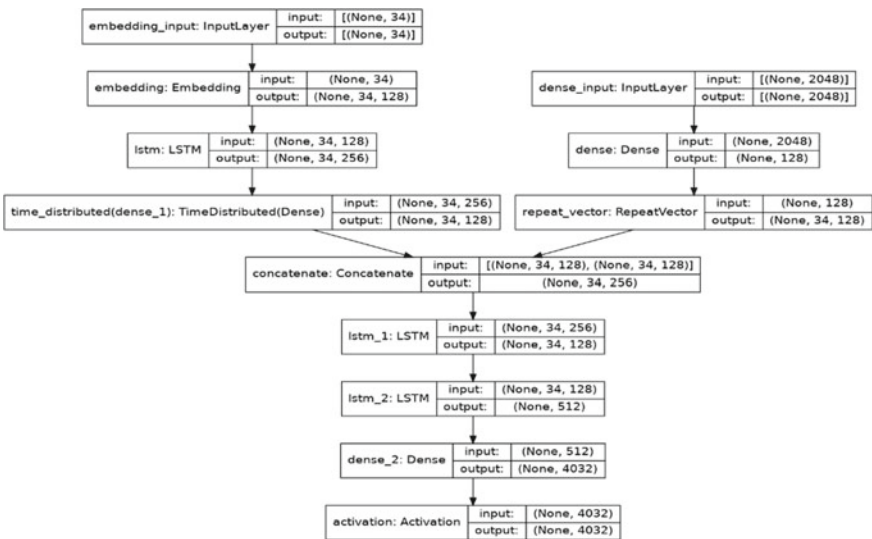 embedding_input: InputLayer input: [(None, 34)]
output: [(None, 34)]
embedding: Embedding input: (None, 34)
output: (None, 34, 128)
dense_input: InputLayer input: [(None, 2048)]
output: [(None, 2048)]
lstm: LSTM input: (None, 34, 128)
output: (None, 34, 256)
dense: Dense input: (None, 2048)
output: (None, 128)
time_distributed(dense_1): TimeDistributed(Dense) input: (None, 34, 256)
output: (None, 34, 128)
repeat_vector: RepeatVector input: (None, 128)
output: (None, 34, 128)
concatenate: Concatenate input: [(None, 34, 128), (None, 34, 128)]
output: (None, 34, 256)
lstm_1: LSTM input: (None, 34, 256)
output: (None, 34, 128)
lstm_2: LSTM input: (None, 34, 128)
output: (None, 512)
dense_2: Dense input: (None, 512)
output: (None, 4032)
activation: Activation input: (None, 4032)
output: (None, 4032)